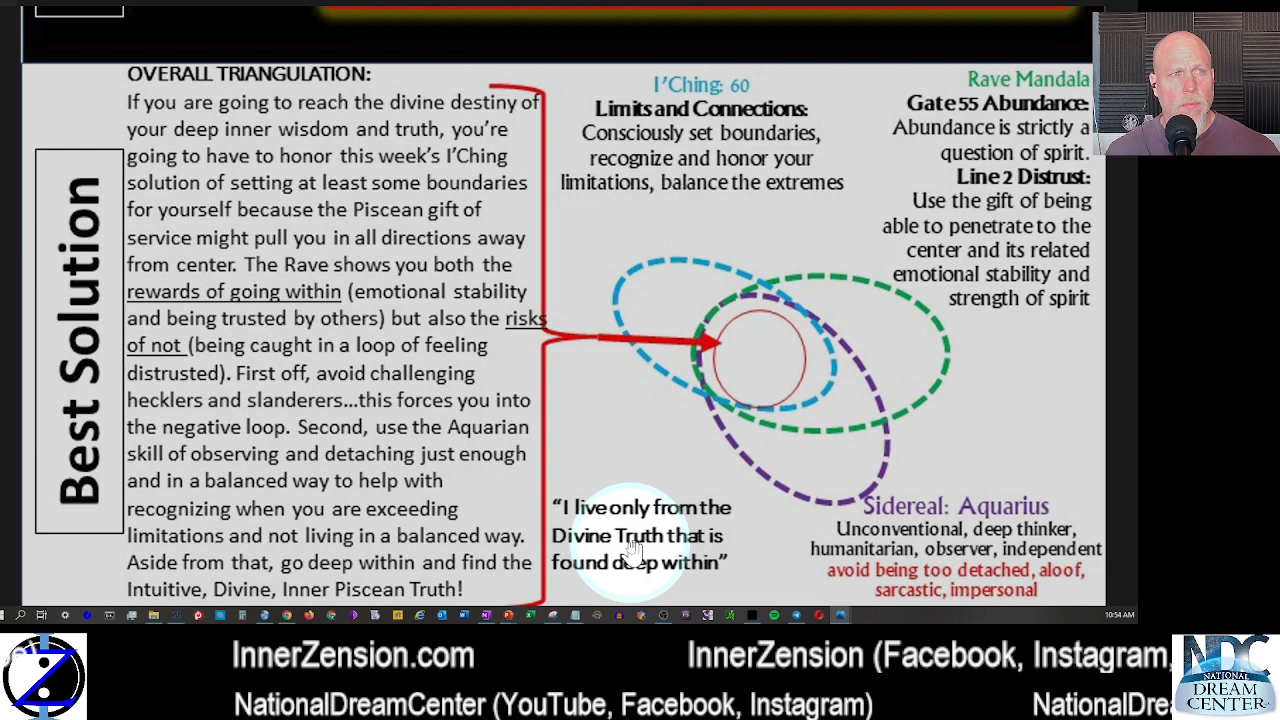 Best Solution
OVERALL TRIANGULATION:
If you are going to reach the divine destiny of
your deep inner wisdom and truth, you're
going to have to honor this week's I'Ching
solution of setting at least some boundaries
for yourself because the Piscean gift of
service might pull you in all directions away
from center. The Rave shows you both the
rewards of going within (emotional stability
and being trusted by others) but also the risks
of not (being caught in a loop of feeling
distrusted). First off, avoid challenging
hecklers and slanderers...this forces you into
the negative loop. Second, use the Aquarian
skill of observing and detaching just enough
and in a balanced way to help with
recognizing when you are exceeding
limitations and not living in a balanced way.
Aside from that, go deep within and find the
Intuitive, Divine, Inner Piscean Truth!
I'Ching: 60
Limits and Connections:
Consciously set boundaries,
recognize and honor your
limitations, balance the extremes
Rave Mandala
Gate 55 Abundance:
Abundance is strictly a
question of spirit.
Line 2 Distrust:
Use the gift of being
able to penetrate to the
center and its related
emotional stability and
strength of spirit
"I live only from the
Divine Truth that is
found deep within"
Sidereal: Aquarius
Unconventional, deep thinker,
humanitarian, observer, independent
avoid being too detached, aloof,
sarcastic, impersonal
10:54 AM
InnerZension.com
InnerZension (Facebook, Instagram,
NationalDreamCenter (YouTube, Facebook, Instagram)
NationalDrea
NDC
NATIONAL
DREAM
CENTER